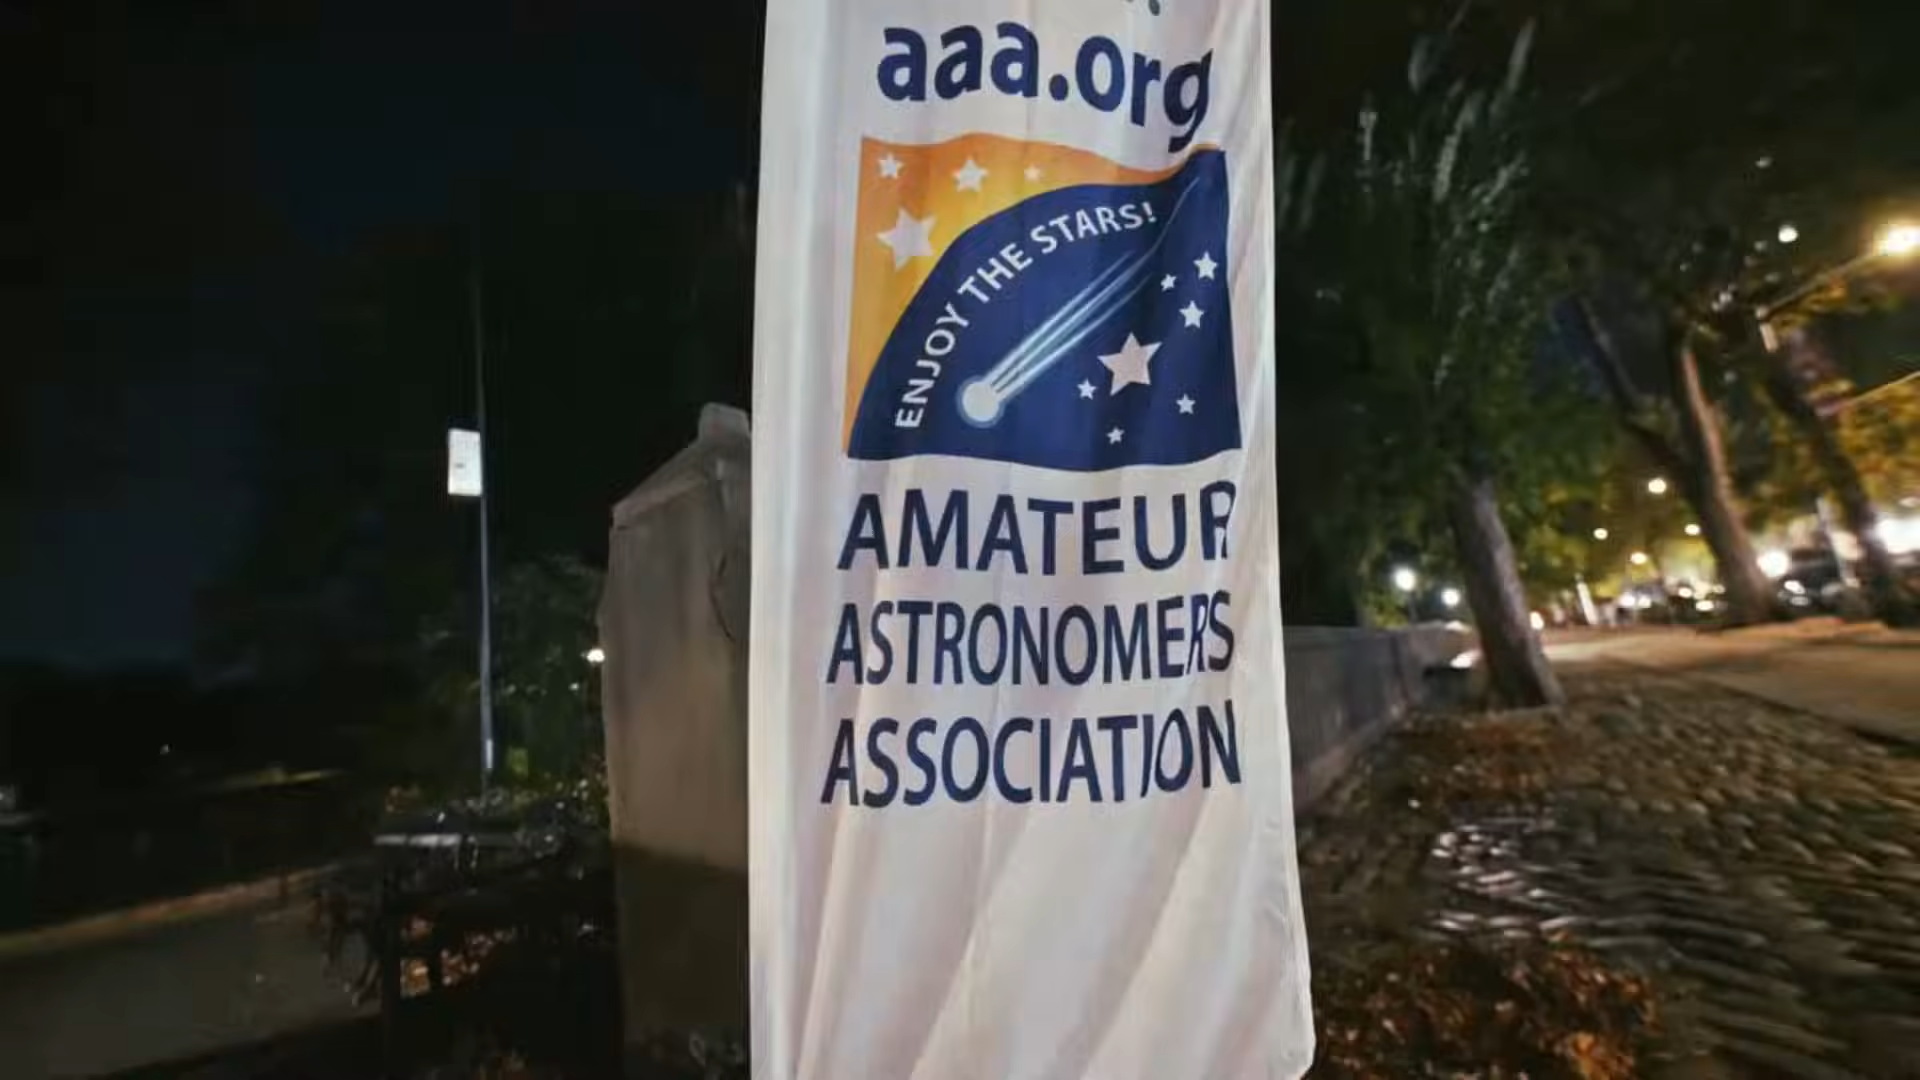 aaa.org
ENJOY THE STARS!
AMATEUR
ASTRONOMERS
ASSOCIATION